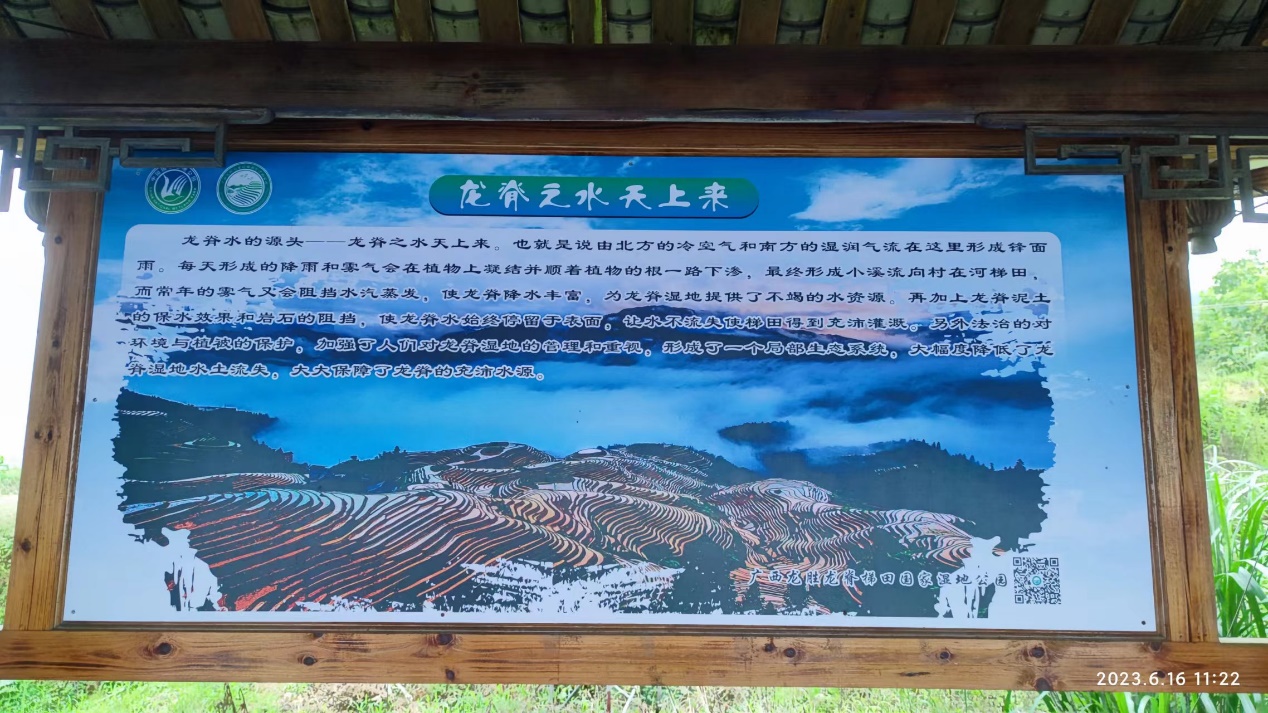 龙脊之水天上来
龙脊水的源头——龙脊之水天上来。也就是说由北方的冷空气和南方的湿润气流在这里形成锋面
雨。每天形成的降雨和雾气会在植物上凝结并顺着植物的根一路下渗，最终形成小溪流向村在河梯田，
而常年的雾气又会阻挡水汽蒸发，使龙脊降水丰富，为龙脊湿地提供了不竭的水资源。再加上龙脊泥土
的保水效果和岩石的阻挡，使龙脊水始终停留于表面，让水不流失使梯田得到充沛灌溉。另外法治的对
环境与植被的保护，加强了人们对龙脊湿地的管理和重视，形成了一个局部生态系统，大幅度降低了龙
脊湿地水土流失，大大保障了龙脊的充沛水源。
广西龙胜龙脊梯田国家湿地公园
2023.6.16 11:22